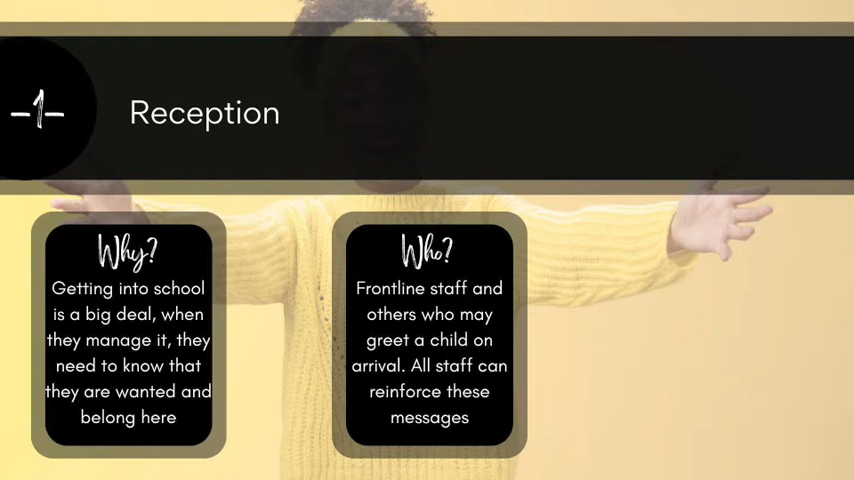 -1-
Reception
Why?
Getting into school
is a big deal, when
they manage it, they
need to know that
they are wanted and
belong here
Who?
Frontline staff and
others who may
greet a child on
arrival. All staff can
reinforce these
messages